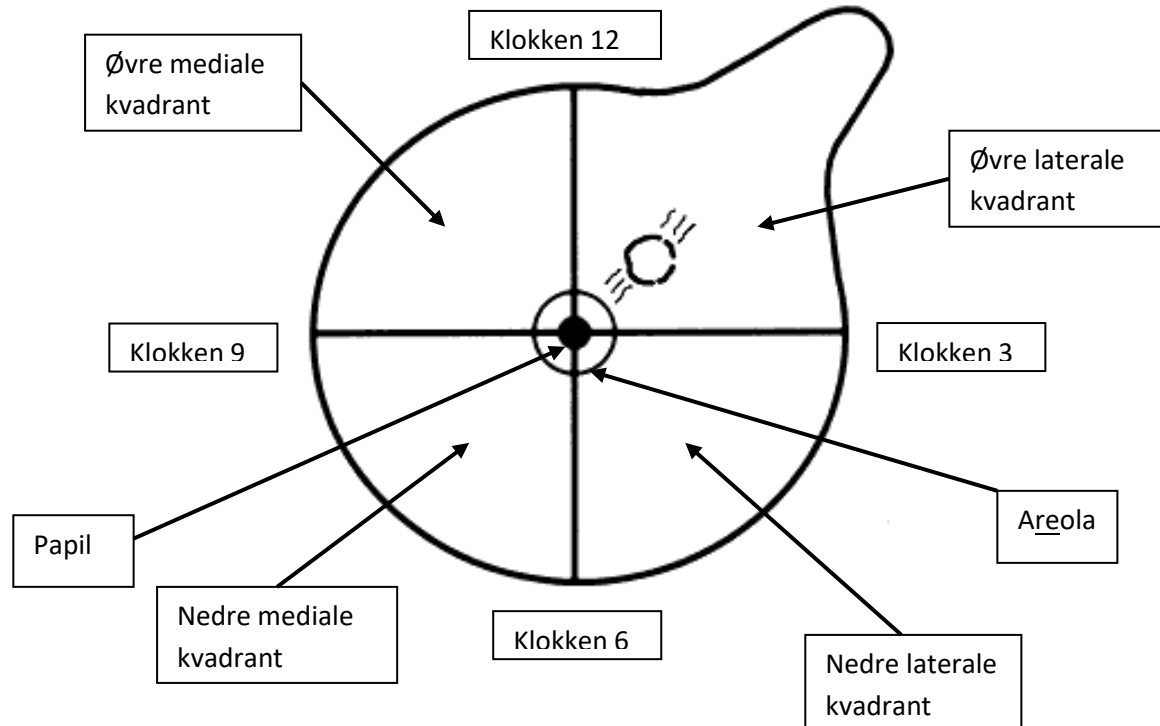 Klokken 12
Øvre mediale
kvadrant
Øvre laterale
kvadrant
Klokken 9
Klokken 3
Papil
Areola
Nedre mediale
kvadrant
Klokken 6
Nedre laterale
kvadrant